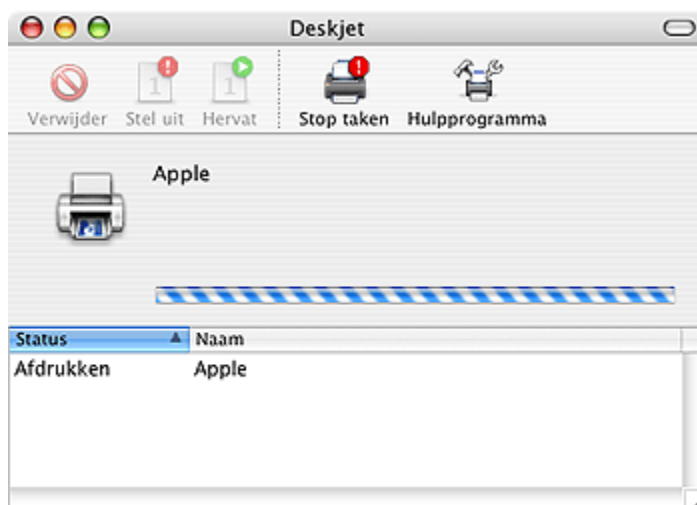 Deskjet
Verwijder Stel uit Hervat Stop taken Hulpprogramma
Apple
Status Naam
Afdrukken Apple